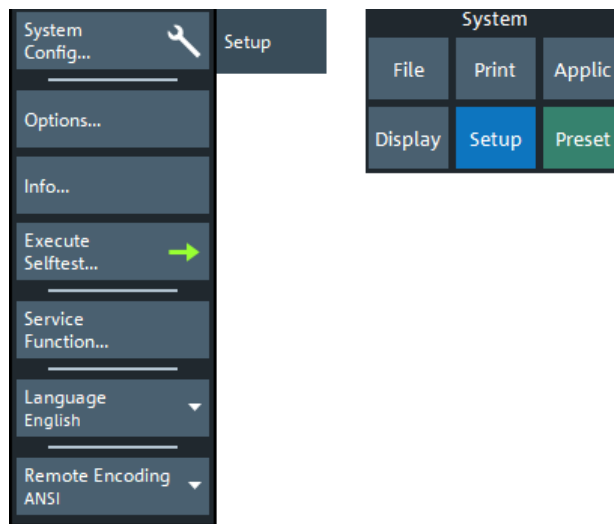 System
Config...
Setup
Options...
Info...
Execute
Selftest...
Service
Function...
Language
English
Remote Encoding
ANSI
System
File
Print
Applic
Display
Setup
Preset